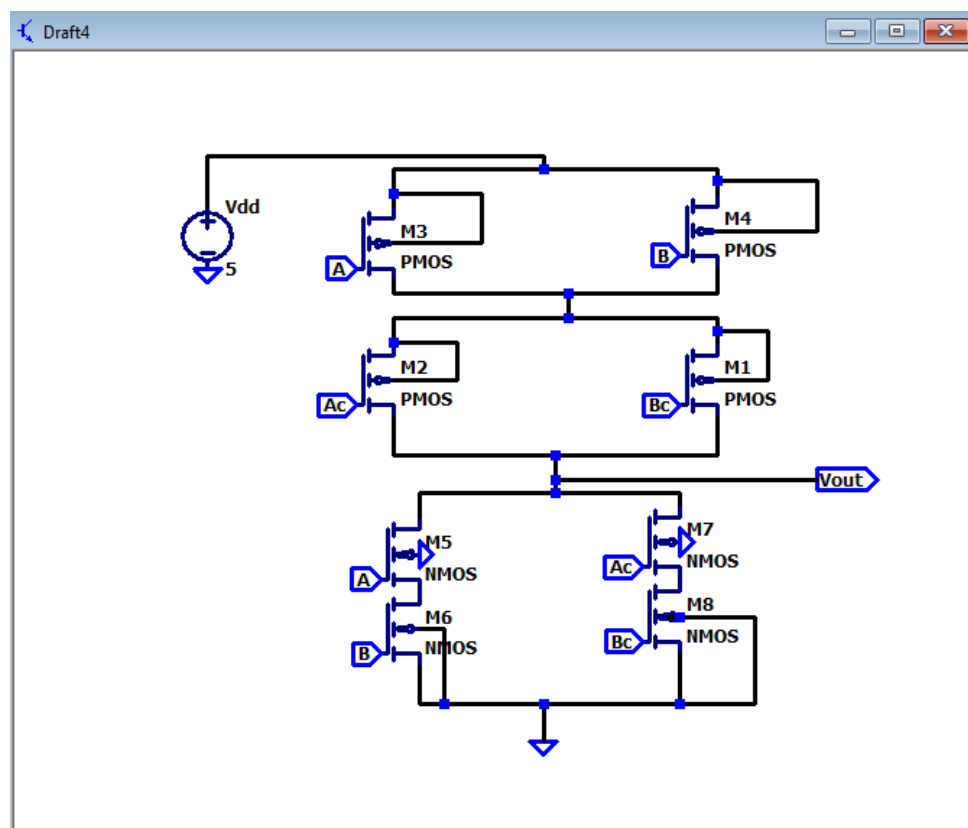 Draft4
Vdd
5
M3
A
PMOS
M4
B
PMOS
M2
Ac
PMOS
M1
Bc
PMOS
Vout
M5
A
NMOS
M7
Ac
NMOS
M6
B
NMOS
M8
Bc
NMOS